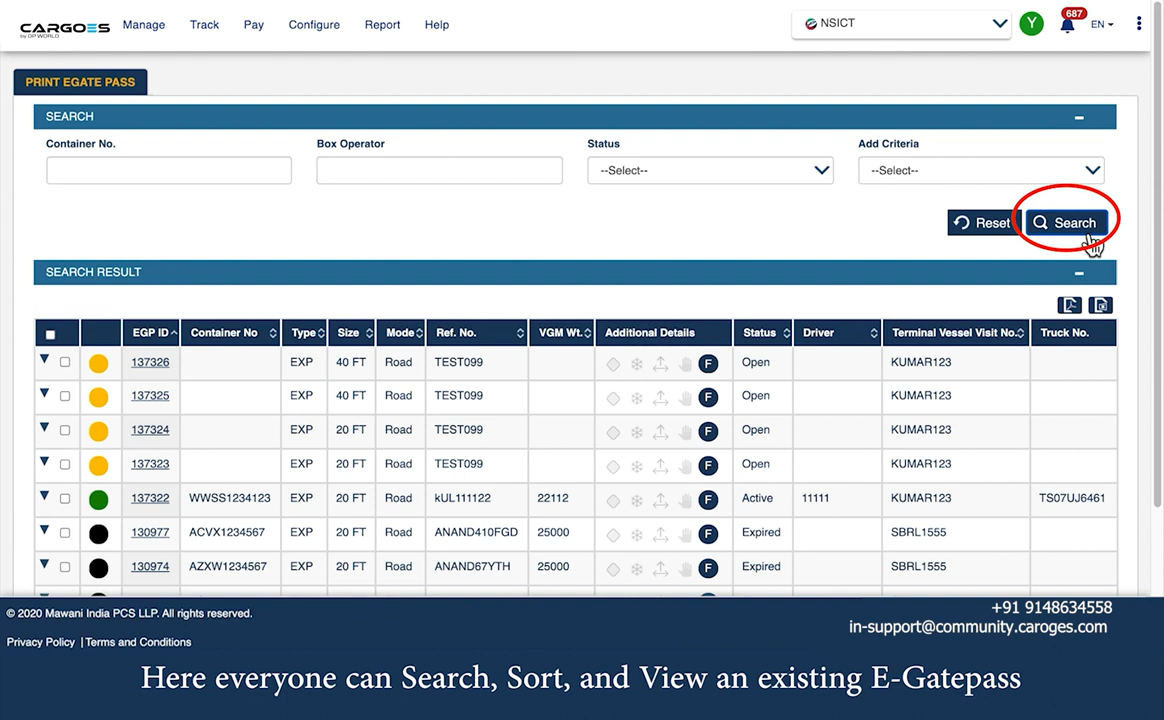 CARGOES Manage Track Pay Configure Report Help NSICT Y 687 EN
by DP WORLD
PRINT EGATE PASS
SEARCH
Container No. Box Operator Status Add Criteria
--Select-- --Select--
Reset Search
SEARCH RESULT
EGP ID Container No Type Size Mode Ref. No. VGM Wt. Additional Details Status Driver Terminal Vessel Visit No. Truck No.
137326 EXP 40 FT Road TEST099 F Open KUMAR123
137325 EXP 40 FT Road TEST099 F Open KUMAR123
137324 EXP 20 FT Road TEST099 F Open KUMAR123
137323 EXP 20 FT Road TEST099 F Open KUMAR123
137322 WWSS1234123 EXP 20 FT Road kUL111122 22112 F Active 11111 KUMAR123 TS07UJ6461
130977 ACVX1234567 EXP 20 FT Road ANAND410FGD 25000 F Expired SBRL1555
130974 AZXW1234567 EXP 20 FT Road ANAND67YTH 25000 F Expired SBRL1555
© 2020 Mawani India PCS LLP. All rights reserved. +91 9148634558
in-support@community.caroges.com
Privacy Policy | Terms and Conditions
Here everyone can Search, Sort, and View an existing E-Gatepass